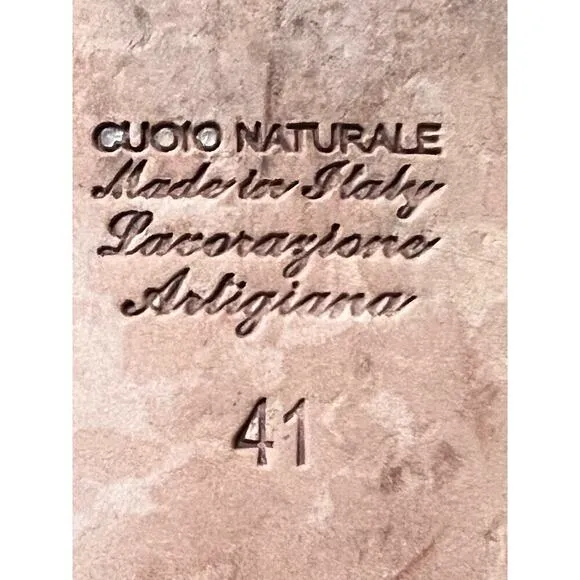 CUOIO NATURALE
Made in Italy
Lavorazione
Artigiana
41